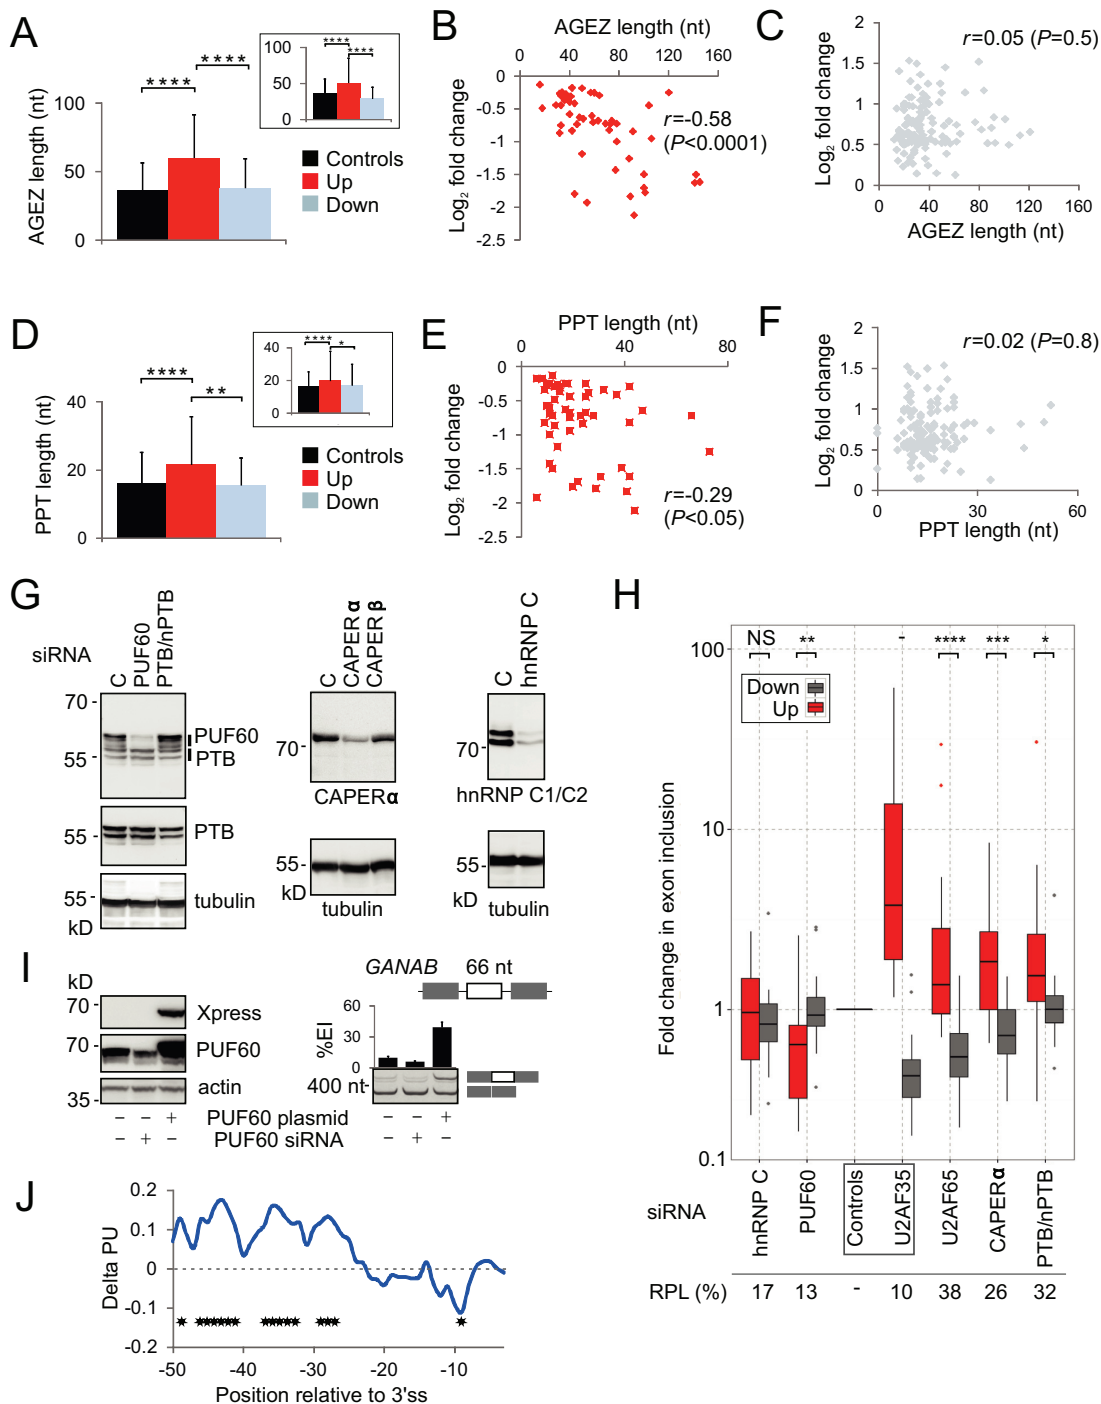 A
AGEZ length (nt)
100
50
0
****
****
100
50
0
****
****
Controls
Up
Down
B
AGEZ length (nt)
0 40 80 120 160
Log2 fold change
0
-0.5
-1
-1.5
-2
-2.5
r=-0.58
(P<0.0001)
C
r=0.05 (P=0.5)
Log2 fold change
2
1.5
1
0.5
0
0 40 80 120 160
AGEZ length (nt)
D
PPT length (nt)
40
20
0
****
**
40
20
0
****
*
Controls
Up
Down
E
PPT length (nt)
0 40 80
Log2 fold change
0
-0.5
-1
-1.5
-2
-2.5
r=-0.29
(P<0.05)
F
r=0.02 (P=0.8)
Log2 fold change
2
1.5
1
0.5
0
0 30 60
PPT length (nt)
G
siRNA
C
PUF60
PTB/nPTB
70
55
PUF60
PTB
55
PTB
55
kD
tubulin
C
CAPERα
CAPERβ
70
CAPERα
55
kD
tubulin
C
hnRNP C
70
hnRNP C1/C2
55
kD
tubulin
H
NS ** - **** *** *
Down
Up
Fold change in exon inclusion
100
10
1
0.1
siRNA
hnRNP C
PUF60
Controls
U2AF35
U2AF65
CAPERα
PTB/nPTB
RPL (%) 17 13 - 10 38 26 32
I
kD
70
Xpress
70
PUF60
35
actin
− − + PUF60 plasmid − − +
− + − PUF60 siRNA − + −
GANAB 66 nt
%EI
60
30
0
400 nt
J
Delta PU
0.2
0.1
0
-0.1
-0.2
-50 -40 -30 -20 -10
Position relative to 3'ss